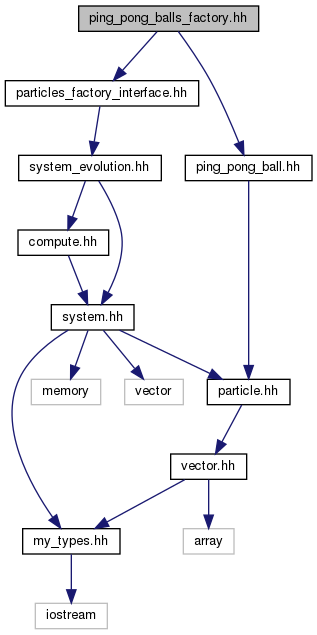 ping_pong_balls_factory.hh
particles_factory_interface.hh
system_evolution.hh
ping_pong_ball.hh
compute.hh
system.hh
memory
vector
particle.hh
vector.hh
my_types.hh
array
iostream